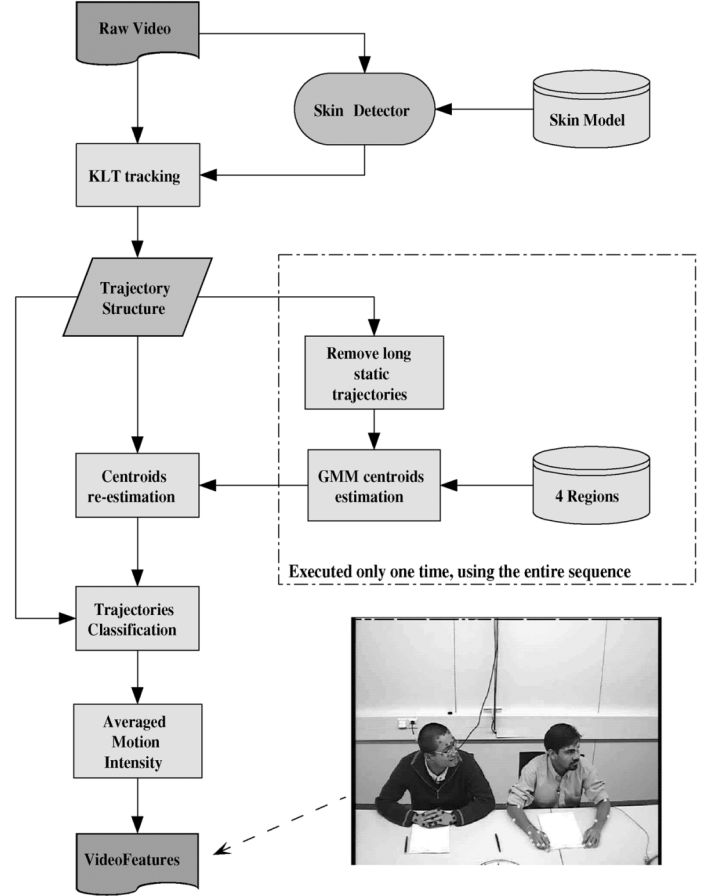 Raw Video
Skin Detector
Skin Model
KLT tracking
Trajectory
Structure
Remove long
static
trajectories
Centroids
re-estimation
GMM centroids
estimation
4 Regions
Executed only one time, using the entire sequence
Trajectories
Classification
Averaged
Motion
Intensity
VideoFeatures